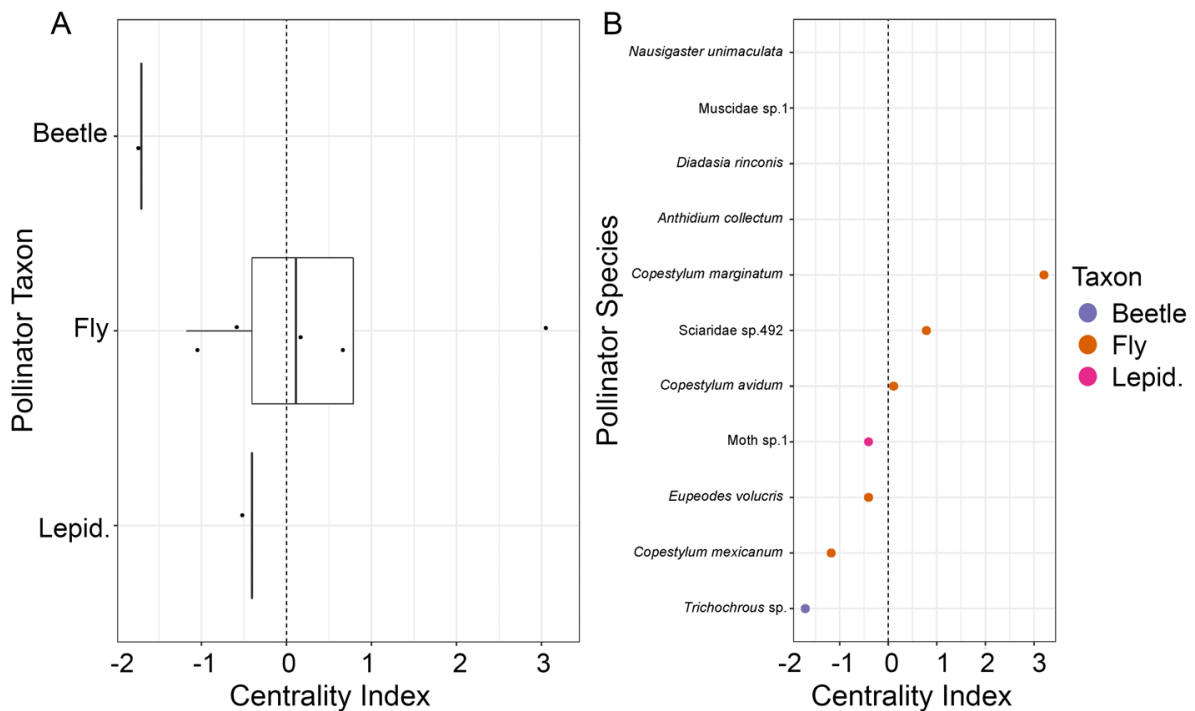 A
Pollinator Taxon
Beetle
Fly
Lepid.
-2 -1 0 1 2 3
Centrality Index
B
Pollinator Species
Nausigaster unimaculata
Muscidae sp.1
Diadasia rinconis
Anthidium collectum
Copestylum marginatum
Sciaridae sp.492
Copestylum avidum
Moth sp.1
Eupeodes volucris
Copestylum mexicanum
Trichochrous sp.
-2 -1 0 1 2 3
Centrality Index
Taxon
Beetle
Fly
Lepid.